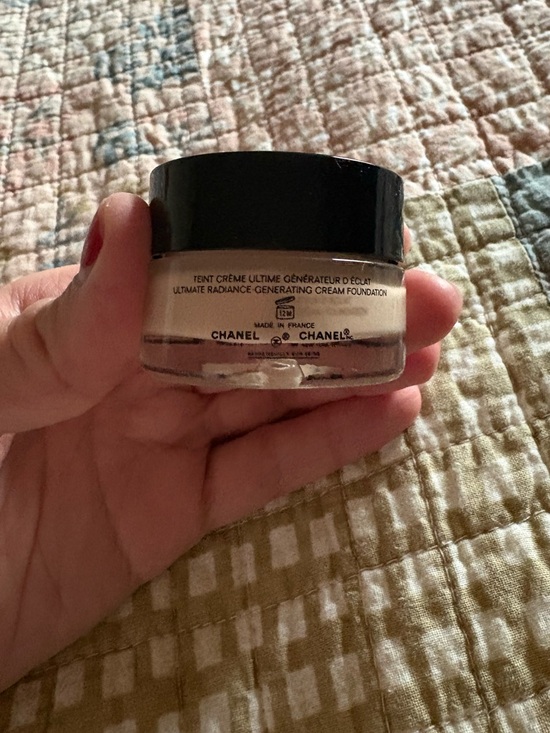 TEINT CRÈME ULTIME GÉNÉRATEUR D'ÉCLAT
ULTIMATE RADIANCE-GENERATING CREAM FOUNDATION
12M
MADE IN FRANCE
CHANEL CHANEL®